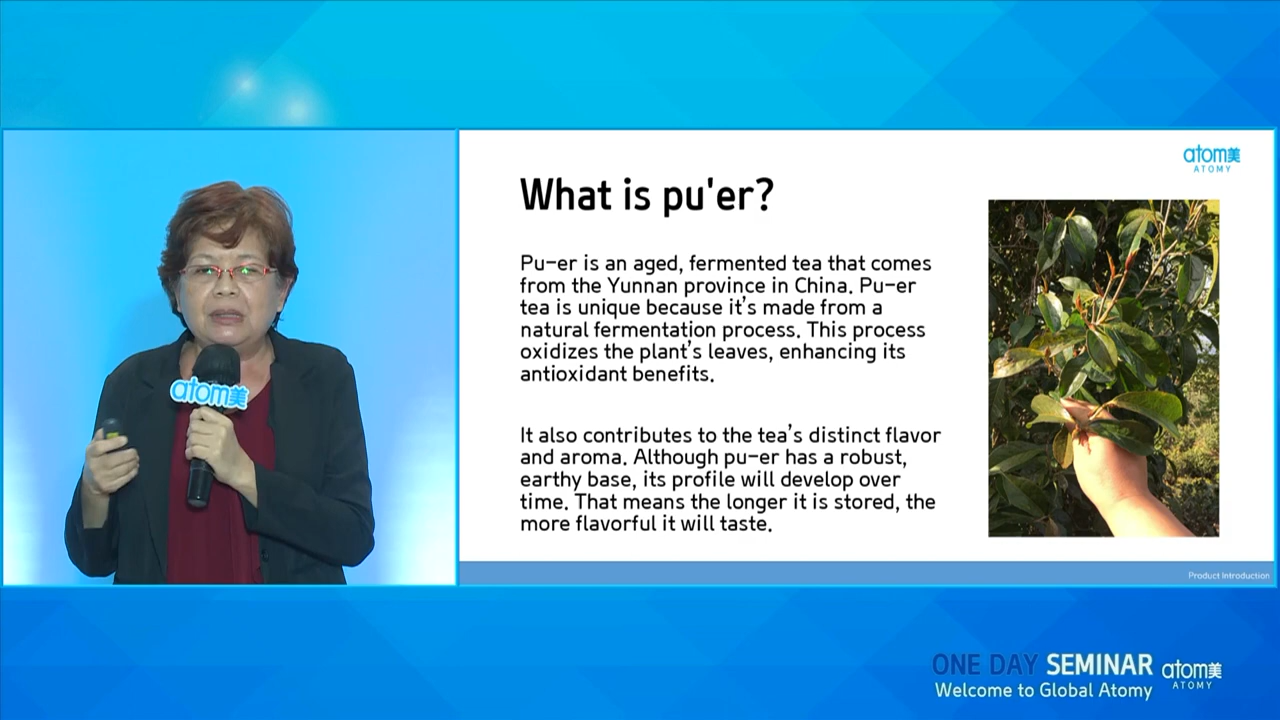 atom美
atom美
ATOMY
What is pu'er?
Pu-er is an aged, fermented tea that comes
from the Yunnan province in China. Pu-er
tea is unique because it's made from a
natural fermentation process. This process
oxidizes the plant's leaves, enhancing its
antioxidant benefits.
It also contributes to the tea's distinct flavor
and aroma. Although pu-er has a robust,
earthy base, its profile will develop over
time. That means the longer it is stored, the
more flavorful it will taste.
Product Introduction
ONE DAY SEMINAR
Welcome to Global Atomy
atom美
ATOMY